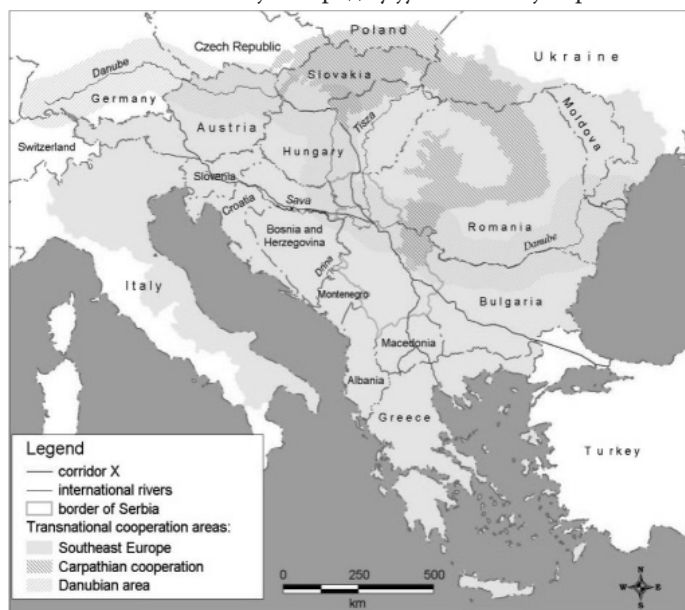 Poland
Czech Republic
Ukraine
Slovakia
Danube
Germany
Tisza
Moldova
Austria
Hungary
Switzerland
Slovenia
Croatia
Sava
Romania
Bosnia and
Herzegovina
Danube
Drina
Italy
Montenegro
Bulgaria
Macedonia
Albania
Greece
Turkey
Legend
corridor X
international rivers
border of Serbia
Transnational cooperation areas:
Southeast Europe
Carpathian cooperation
Danubian area
0 250 500
km
N
W E
S